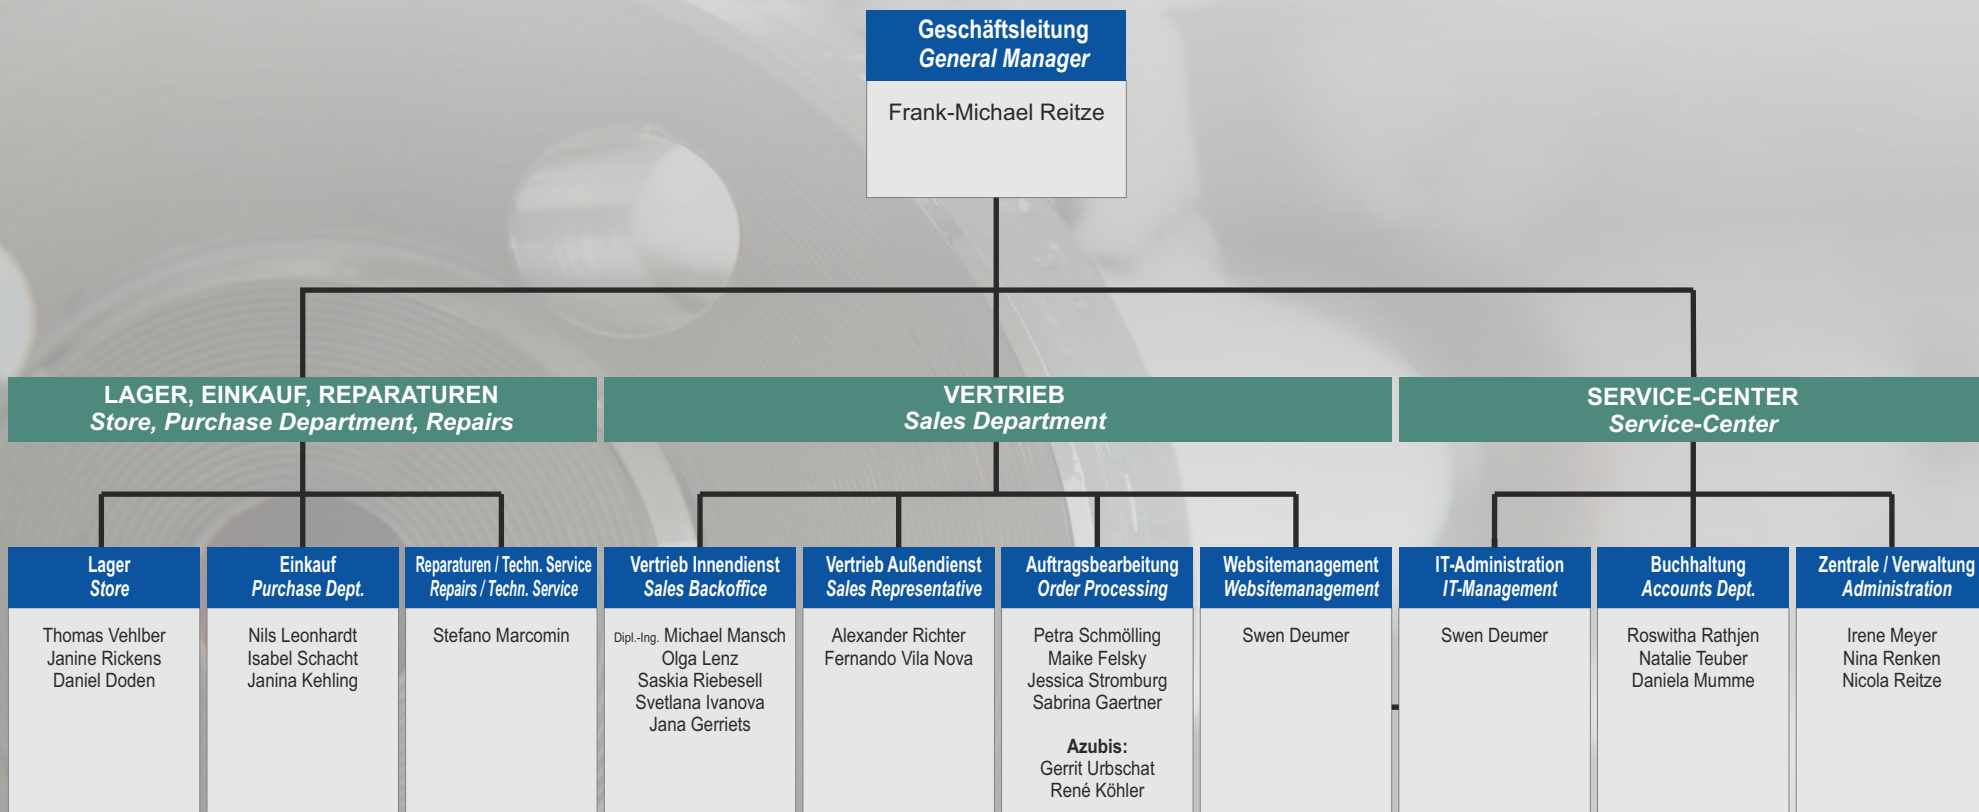 Geschäftsleitung
General Manager
Frank-Michael Reitze
LAGER, EINKAUF, REPARATUREN
Store, Purchase Department, Repairs
VERTRIEB
Sales Department
SERVICE-CENTER
Service-Center
Lager
Store
Thomas Vehlber
Janine Rickens
Daniel Doden
Einkauf
Purchase Dept.
Nils Leonhardt
Isabel Schacht
Janina Kehling
Reparaturen / Techn. Service
Repairs / Techn. Service
Stefano Marcomin
Vertrieb Innendienst
Sales Backoffice
Dipl.-Ing. Michael Mansch
Olga Lenz
Saskia Riebesell
Svetlana Ivanova
Jana Gerriets
Vertrieb Außendienst
Sales Representative
Alexander Richter
Fernando Vila Nova
Auftragsbearbeitung
Order Processing
Petra Schmölling
Maike Felsky
Jessica Stromburg
Sabrina Gaertner
Azubis:
Gerrit Urbschat
René Köhler
Websitemanagement
Websitemanagement
Swen Deumer
IT-Administration
IT-Management
Swen Deumer
Buchhaltung
Accounts Dept.
Roswitha Rathjen
Natalie Teuber
Daniela Mumme
Zentrale / Verwaltung
Administration
Irene Meyer
Nina Renken
Nicola Reitze